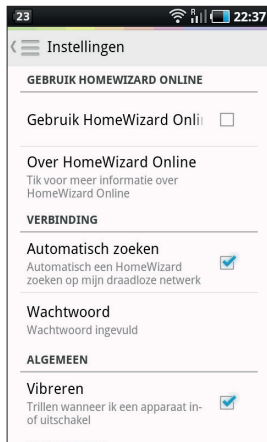 23
R
22:37
Instellingen
GEBRUIK HOMEWIZARD ONLINE
Gebruik HomeWizard Onli
Over HomeWizard Online
Tik voor meer informatie over
HomeWizard Online
VERBINDING
Automatisch zoeken
Automatisch een HomeWizard
zoeken op mijn draadloze netwerk
Wachtwoord
Wachtwoord ingevuld
ALGEMEEN
Vibreren
Trillen wanneer ik een apparaat in-
of uitschakel